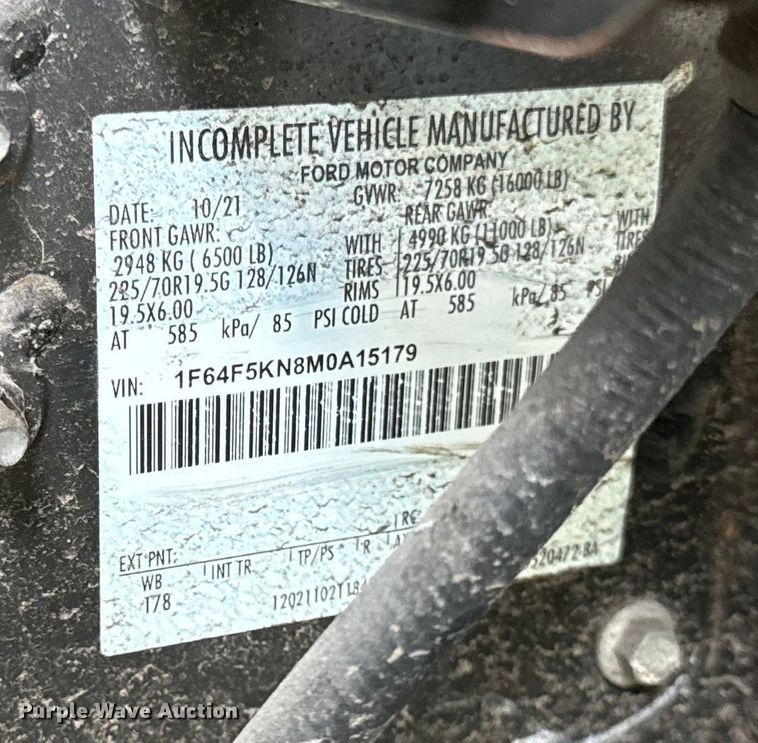 INCOMPLETE VEHICLE MANUFACTURED BY
FORD MOTOR COMPANY
DATE: 10/21 GVWR: 7258 KG (16000 LB)
FRONT GAWR: REAR GAWR
2948 KG ( 6500 LB) WITH 4990 KG (11000 LB) WITH
225/70R19.5G 128/126N TIRES 225/70R19.5G 128/126N TIRE
19.5X6.00 RIMS 19.5X6.00
AT 585 kPa/ 85 PSI COLD AT 585 kPa/ 85 PSI
VIN: 1F64F5KN8M0A15179
EXT PNT:
WB INT TR TP/PS R
178
Purple Wave Auction